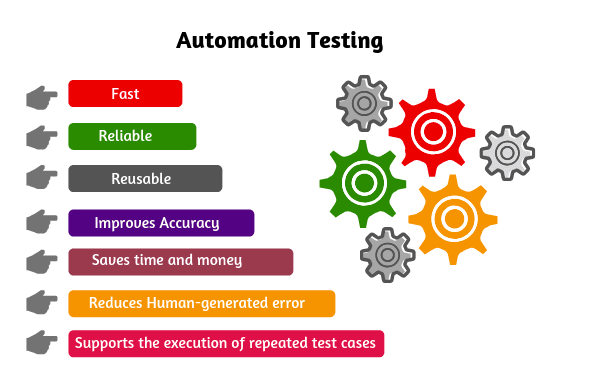 Automation Testing
Fast
Reliable
Reusable
Improves Accuracy
Saves time and money
Reduces Human-generated error
Supports the execution of repeated test cases